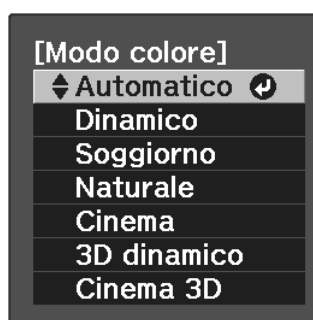 [Modo colore]
Automatico
Dinamico
Soggiorno
Naturale
Cinema
3D dinamico
Cinema 3D